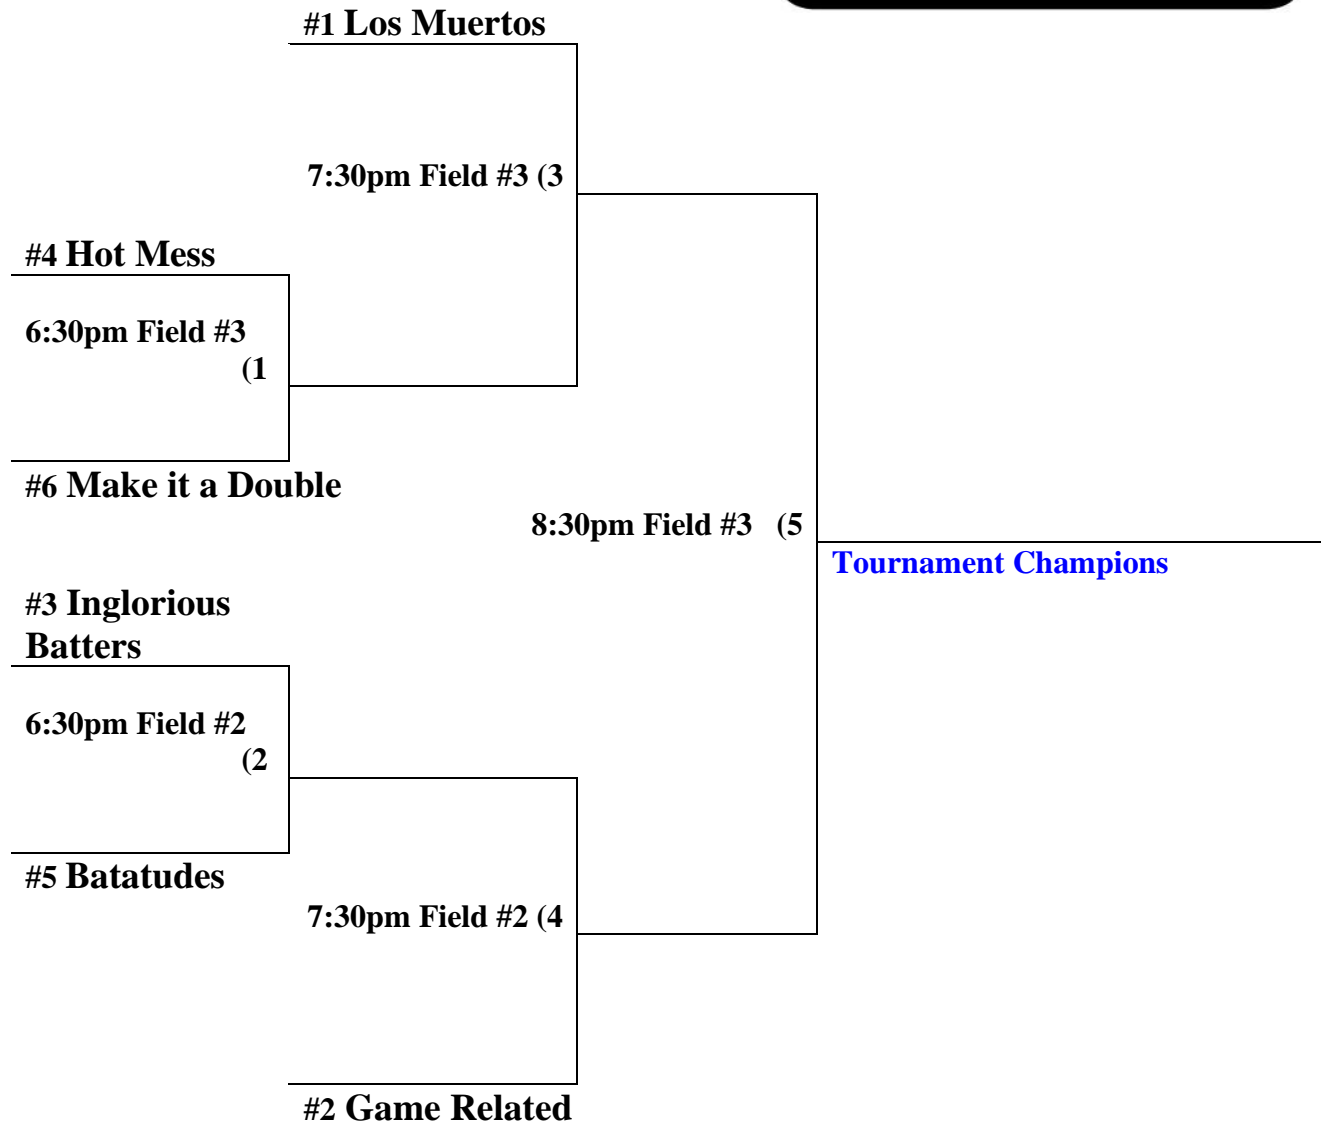 #1 Los Muertos
7:30pm Field #3 (3
#4 Hot Mess
6:30pm Field #3
(1
#6 Make it a Double
8:30pm Field #3 (5
Tournament Champions
#3 Inglorious
Batters
6:30pm Field #2
(2
#5 Batatudes
7:30pm Field #2 (4
#2 Game Related